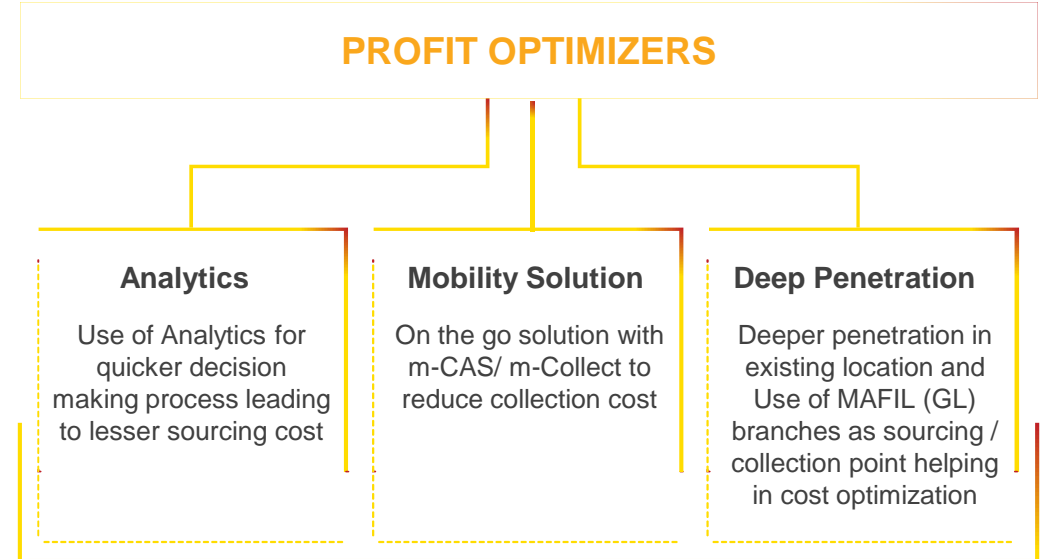 PROFIT OPTIMIZERS
Analytics
Use of Analytics for
quicker decision
making process leading
to lesser sourcing cost
Mobility Solution
On the go solution with
m-CAS/ m-Collect to
reduce collection cost
Deep Penetration
Deeper penetration in
existing location and
Use of MAFIL (GL)
branches as sourcing /
collection point helping
in cost optimization